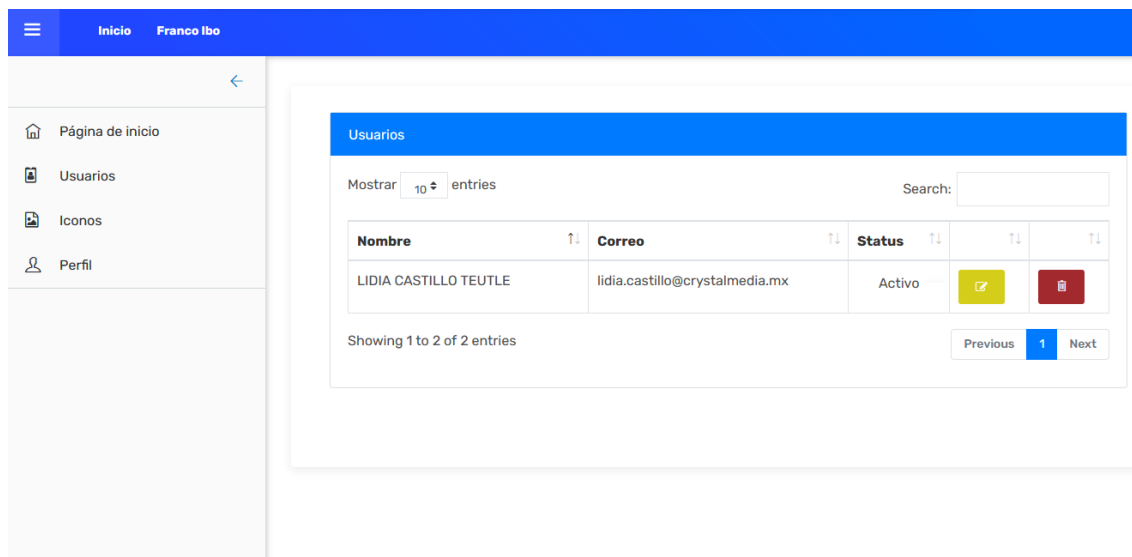 Inicio Franco Ibo
Página de inicio
Usuarios
Iconos
Perfil
Usuarios
Mostrar 10 entries Search:
Nombre Correo Status
LIDIA CASTILLO TEUTLE lidia.castillo@crystalmedia.mx Activo
Showing 1 to 2 of 2 entries Previous 1 Next